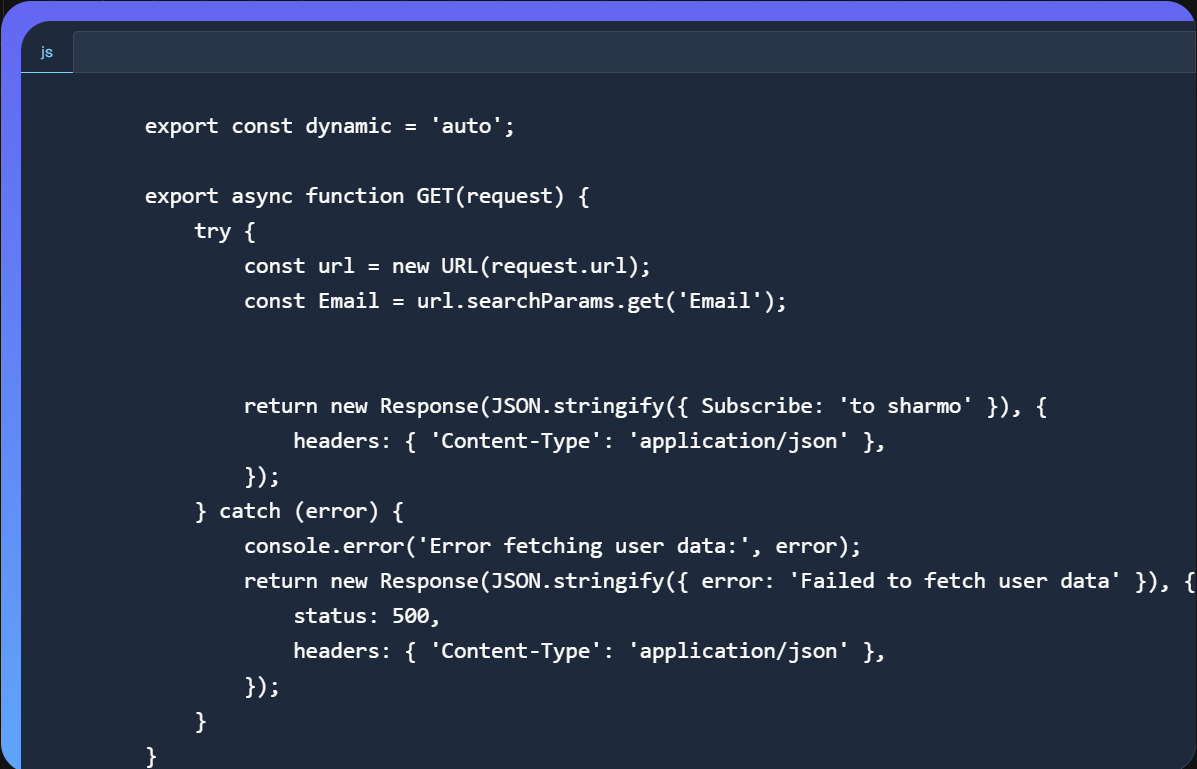 js
export const dynamic = 'auto';
export async function GET(request) {
try {
const url = new URL(request.url);
const Email = url.searchParams.get('Email');
return new Response(JSON.stringify({ Subscribe: 'to sharmo' }), {
headers: { 'Content-Type': 'application/json' },
});
} catch (error) {
console.error('Error fetching user data:', error);
return new Response(JSON.stringify({ error: 'Failed to fetch user data' }), {
status: 500,
headers: { 'Content-Type': 'application/json' },
});
}
}